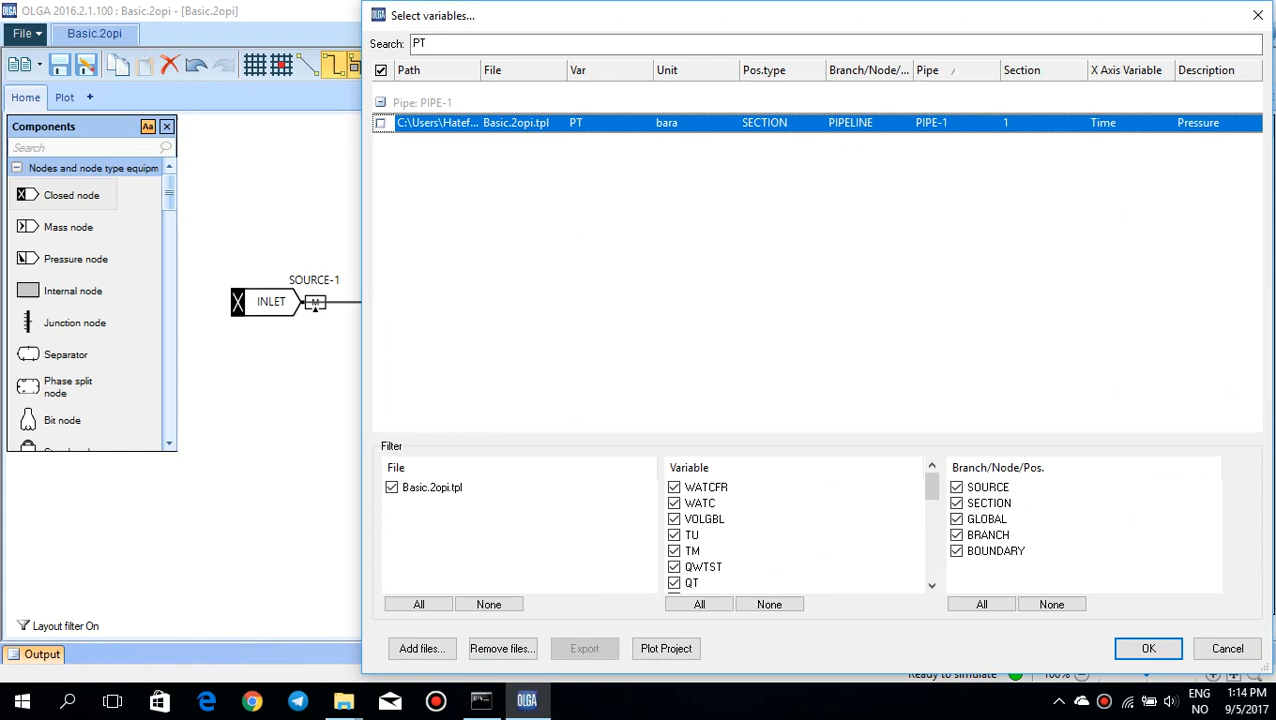 OLGA 2016.2.1.100 : Basic.2opi - [Basic.2opi]
File
Basic.2opi
Home
Plot
Components
Aa
Search
Nodes and node type equipm
Closed node
Mass node
Pressure node
Internal node
Junction node
Separator
Phase split
node
Bit node
SOURCE-1
INLET
M
Layout filter On
Output
Select variables...
Search: PT
Path File Var Unit Pos.type Branch/Node/... Pipe Section X Axis Variable Description
Pipe: PIPE-1
C:\Users\Hatef... Basic.2opi.tpl PT bara SECTION PIPELINE PIPE-1 1 Time Pressure
Filter
File
Basic.2opi.tpl
All None
Variable
WATCFR
WATC
VOLGBL
TU
TM
QWTST
QT
All None
Branch/Node/Pos.
SOURCE
SECTION
GLOBAL
BRANCH
BOUNDARY
All None
Add files... Remove files... Export Plot Project OK Cancel
Ready to simulate 100%
OLGA
ENG 1:14 PM
NO 9/5/2017